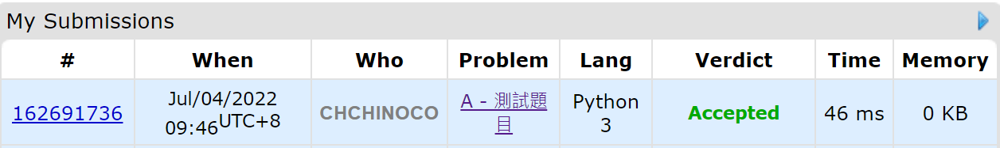 My Submissions
# When Who Problem Lang Verdict Time Memory
162691736 Jul/04/2022 09:46UTC+8 CHCHINOCO A - 測試題目 Python 3 Accepted 46 ms 0 KB